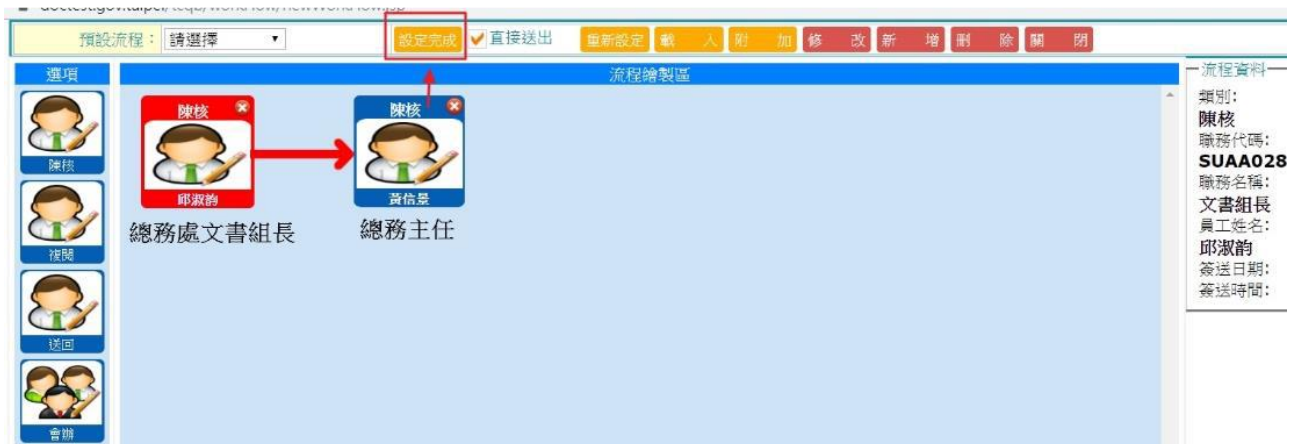 預設流程：請選擇 設定完成 直接送出 重新設定 載入 附加 修改 新增 刪除 關閉
選項
流程繪製區
流程資料
陳核
陳核
陳核
邱淑韵
黃信景
總務處文書組長
總務主任
複閱
送回
會辦
類別：
陳核
職務代碼：
SUAA028
職務名稱：
文書組長
員工姓名：
邱淑韵
簽送日期：
簽送時間：